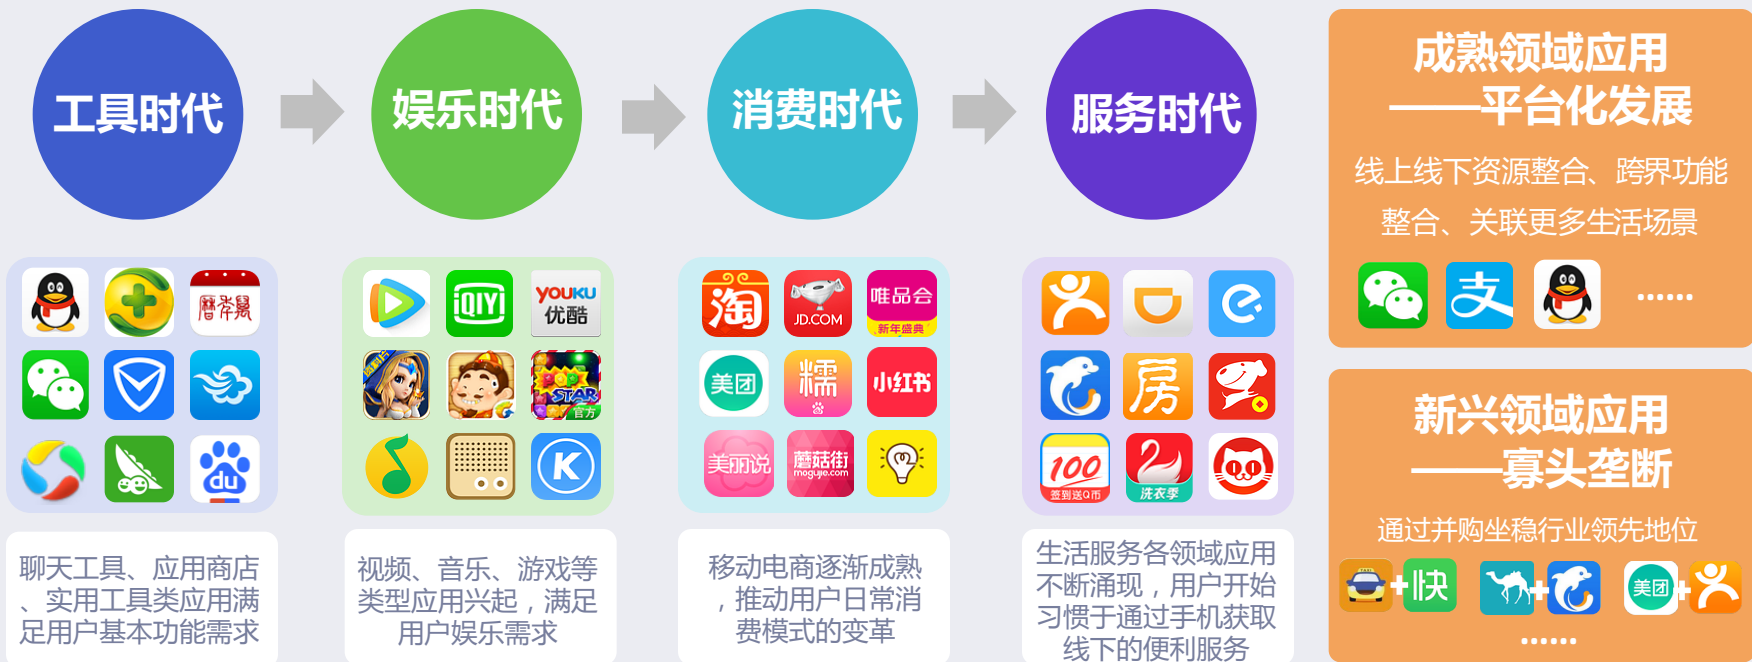 工具时代
娱乐时代
消费时代
服务时代
iQIYI
YOUKU
优酷
POP
STAR
官方
du
K
淘
JD.COM
唯品会
新年盛典
美团
糯
小红书
美丽说
蘑菇街
mogujie.com
房
100
签到送Q币
洗衣季
聊天工具、应用商店
、实用工具类应用满
足用户基本功能需求
视频、音乐、游戏等
类型应用兴起，满足
用户娱乐需求
移动电商逐渐成熟
，推动用户日常消
费模式的变革
生活服务各领域应用
不断涌现，用户开始
习惯于通过手机获取
线下的便利服务
成熟领域应用
——平台化发展
线上线下资源整合、跨界功能
整合、关联更多生活场景
支
······
新兴领域应用
——寡头垄断
通过并购坐稳行业领先地位
TAXI
+
快
+
美团
+
······